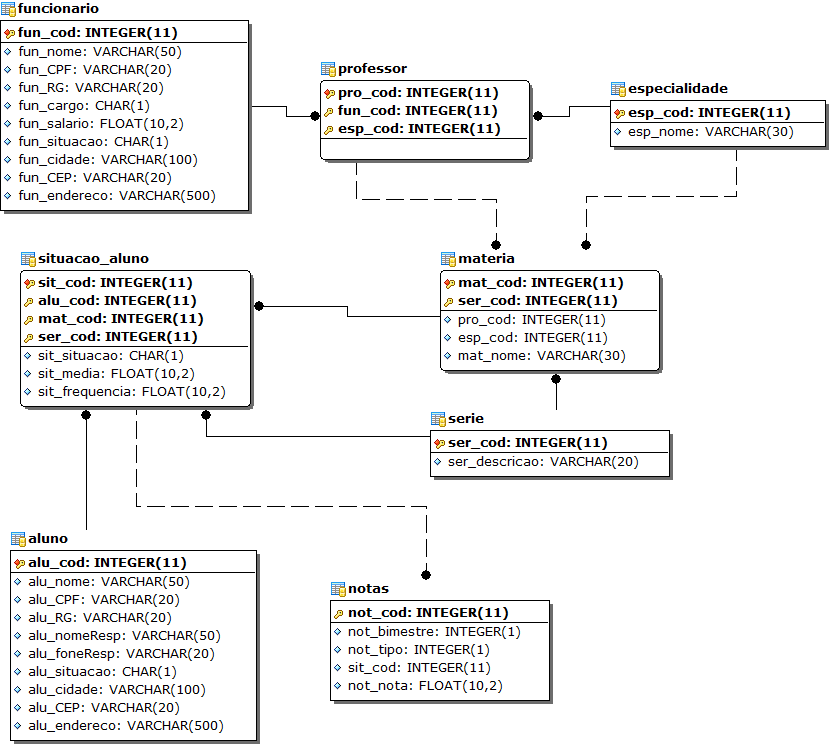 funcionario
fun_cod: INTEGER(11)
fun_nome: VARCHAR(50)
fun_CPF: VARCHAR(20)
fun_RG: VARCHAR(20)
fun_cargo: CHAR(1)
fun_salario: FLOAT(10,2)
fun_situacao: CHAR(1)
fun_cidade: VARCHAR(100)
fun_CEP: VARCHAR(20)
fun_endereco: VARCHAR(500)
professor
pro_cod: INTEGER(11)
fun_cod: INTEGER(11)
esp_cod: INTEGER(11)
especialidade
esp_cod: INTEGER(11)
esp_nome: VARCHAR(30)
situacao_aluno
sit_cod: INTEGER(11)
alu_cod: INTEGER(11)
mat_cod: INTEGER(11)
ser_cod: INTEGER(11)
sit_situacao: CHAR(1)
sit_media: FLOAT(10,2)
sit_frequencia: FLOAT(10,2)
materia
mat_cod: INTEGER(11)
ser_cod: INTEGER(11)
pro_cod: INTEGER(11)
esp_cod: INTEGER(11)
mat_nome: VARCHAR(30)
serie
ser_cod: INTEGER(11)
ser_descricao: VARCHAR(20)
aluno
alu_cod: INTEGER(11)
alu_nome: VARCHAR(50)
alu_CPF: VARCHAR(20)
alu_RG: VARCHAR(20)
alu_nomeResp: VARCHAR(50)
alu_foneResp: VARCHAR(20)
alu_situacao: CHAR(1)
alu_cidade: VARCHAR(100)
alu_CEP: VARCHAR(20)
alu_endereco: VARCHAR(500)
notas
not_cod: INTEGER(11)
not_bimestre: INTEGER(1)
not_tipo: INTEGER(1)
sit_cod: INTEGER(11)
not_nota: FLOAT(10,2)